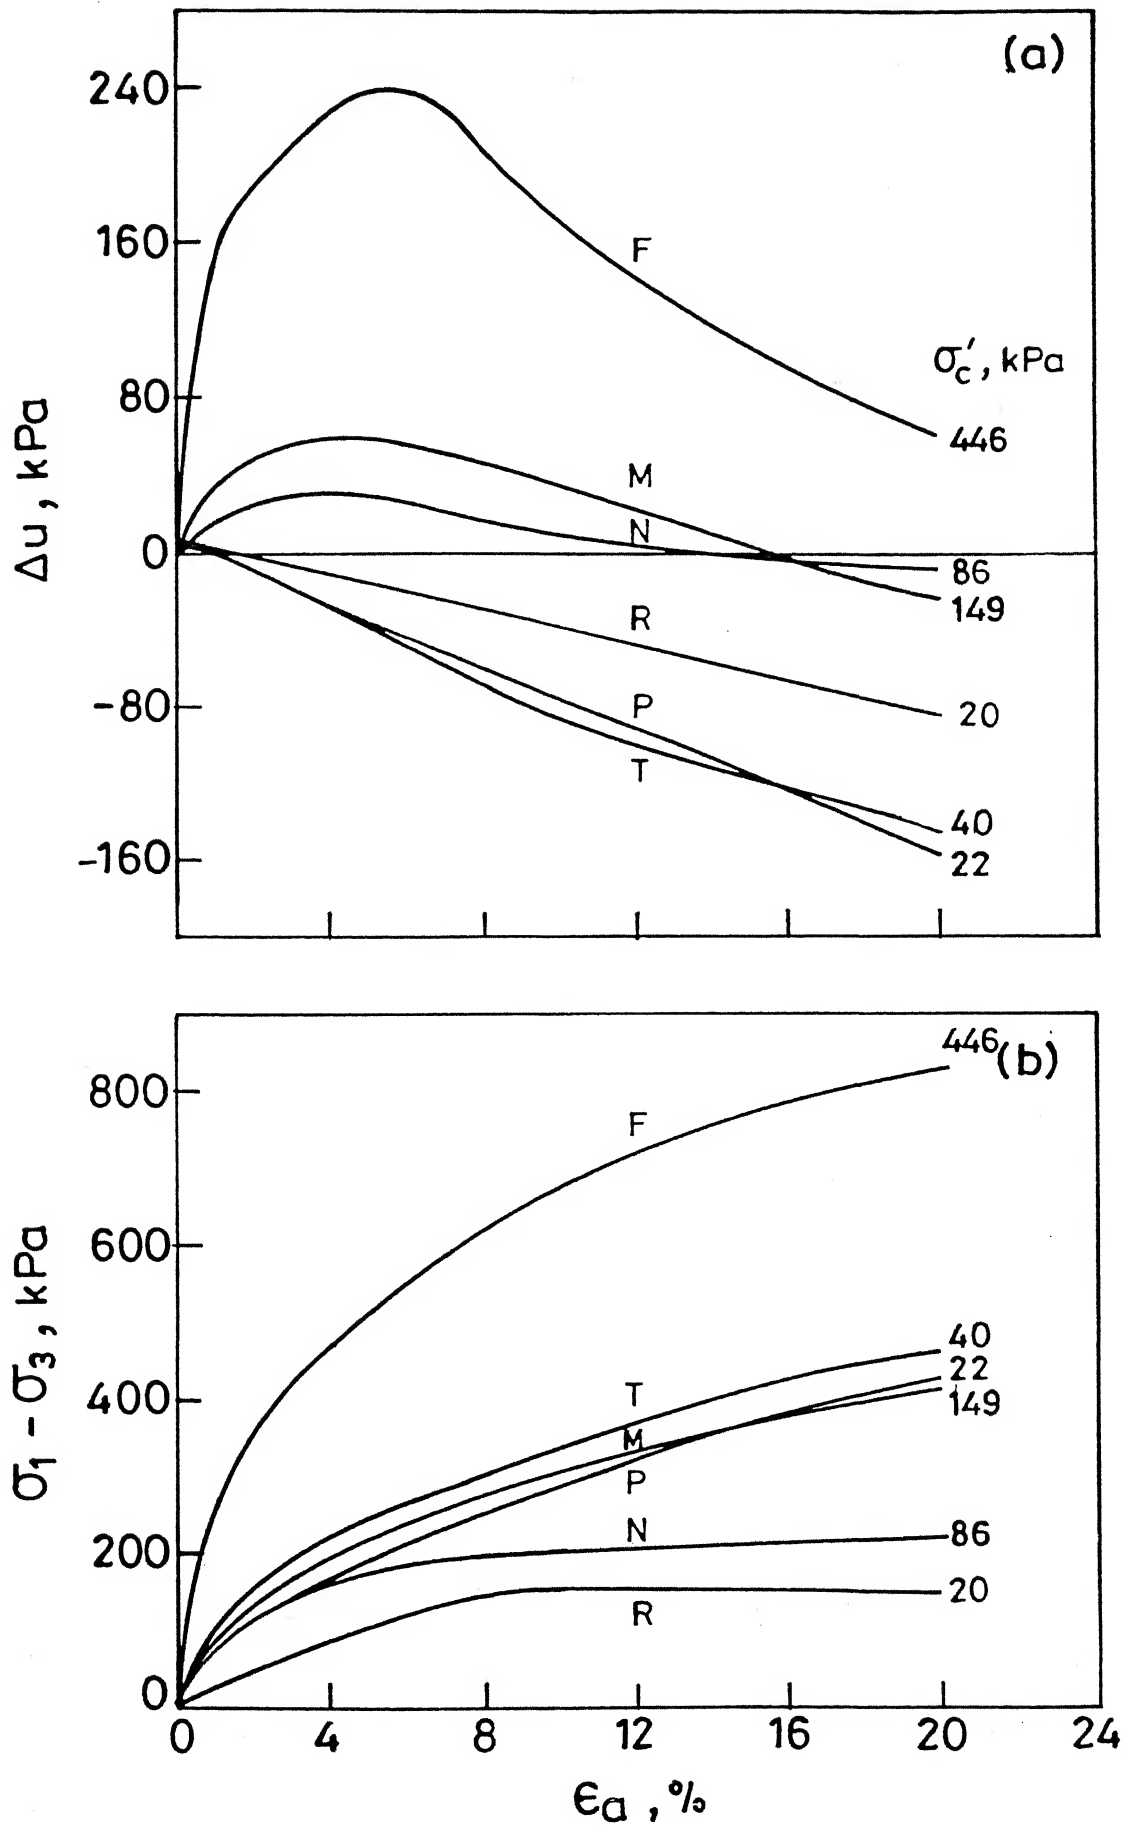 (a)
240
160
80
0
-80
-160
Δu, kPa
F
M
N
R
P
T
σc′, kPa
446
86
149
20
40
22
(b)
800
600
400
200
0
σ1 - σ3, kPa
446
F
T
M
P
N
R
40
22
149
86
20
0 4 8 12 16 20 24
ϵa, %